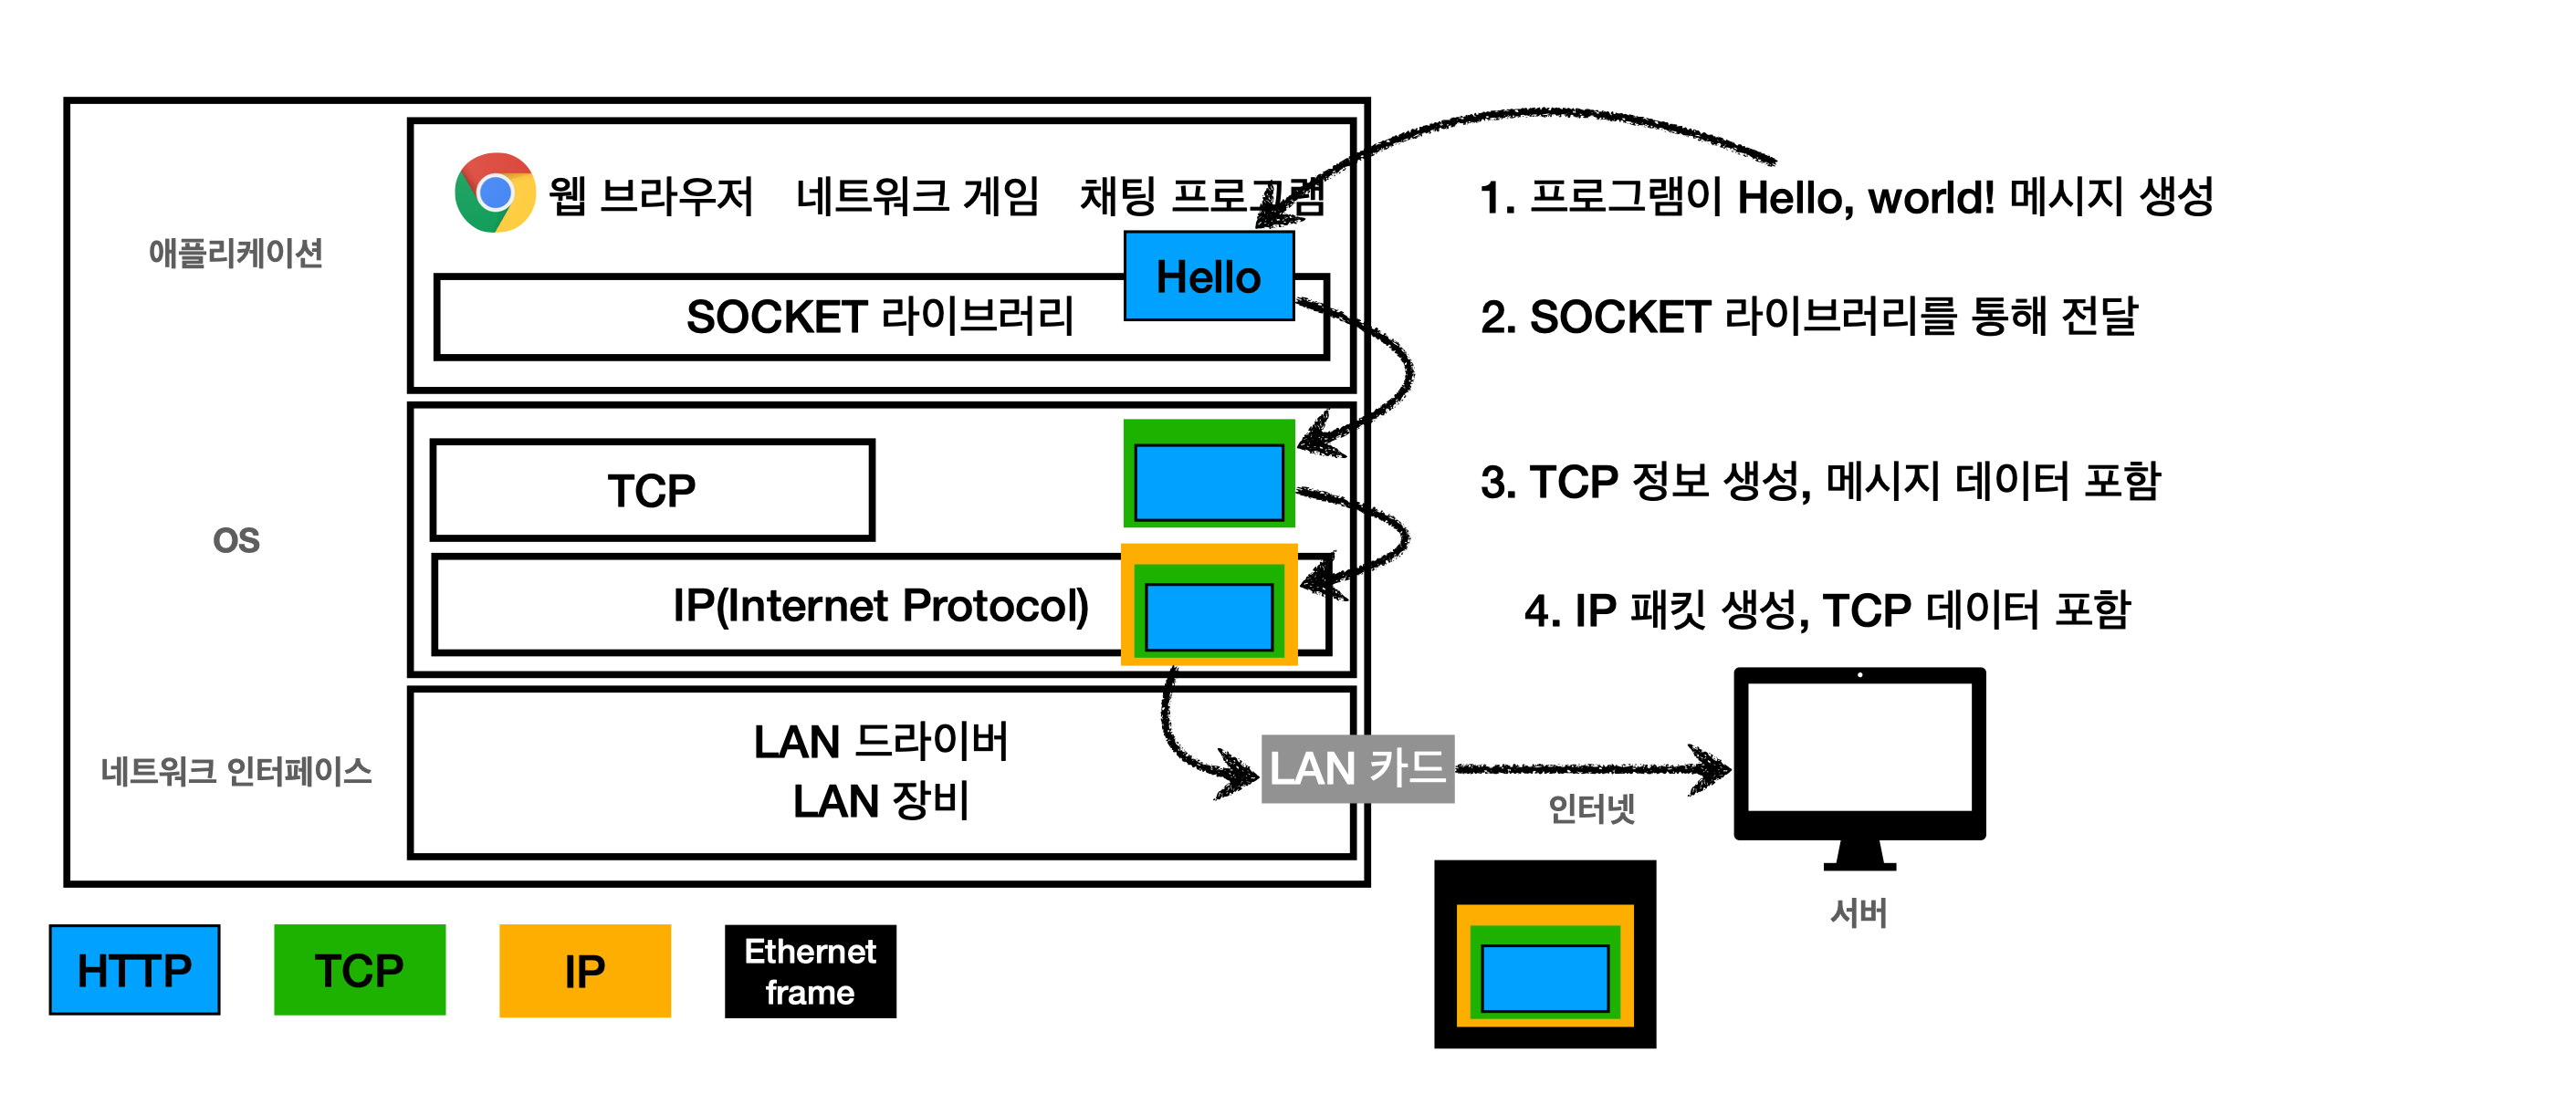 애플리케이션
웹 브라우저 네트워크 게임 채팅 프로그램
Hello
SOCKET 라이브러리
OS
TCP
IP(Internet Protocol)
네트워크 인터페이스
LAN 드라이버
LAN 장비
LAN 카드
인터넷
서버
1. 프로그램이 Hello, world! 메시지 생성
2. SOCKET 라이브러리를 통해 전달
3. TCP 정보 생성, 메시지 데이터 포함
4. IP 패킷 생성, TCP 데이터 포함
HTTP
TCP
IP
Ethernet
frame